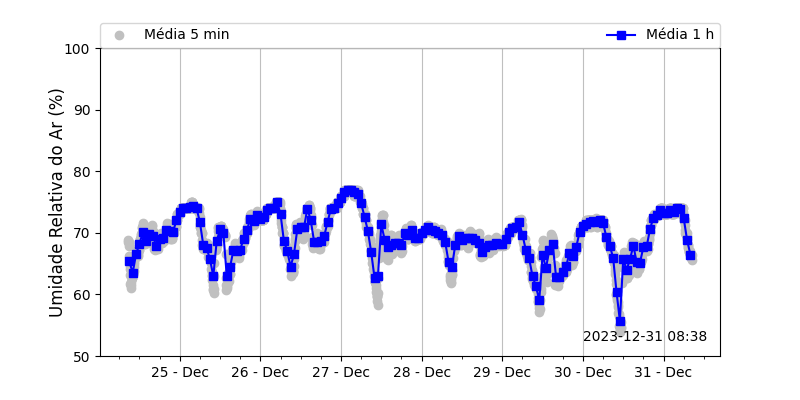 Média 5 min
Média 1 h
100
90
80
70
60
50
Umidade Relativa do Ar (%)
2023-12-31 08:38
25 - Dec
26 - Dec
27 - Dec
28 - Dec
29 - Dec
30 - Dec
31 - Dec